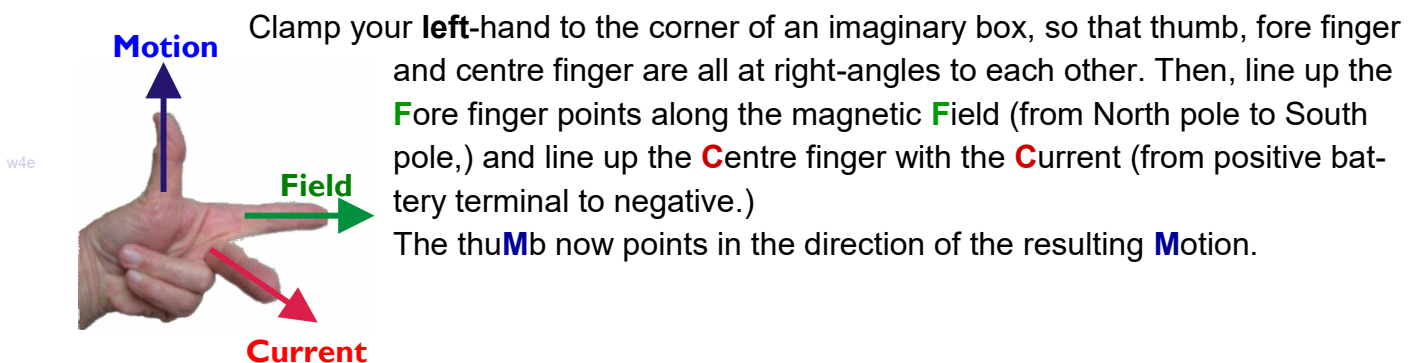 Motion
Clamp your left-hand to the corner of an imaginary box, so that thumb, fore finger
and centre finger are all at right-angles to each other. Then, line up the
Fore finger points along the magnetic Field (from North pole to South
w4e
pole,) and line up the Centre finger with the Current (from positive bat-
Field
tery terminal to negative.)
The thuMb now points in the direction of the resulting Motion.
Current